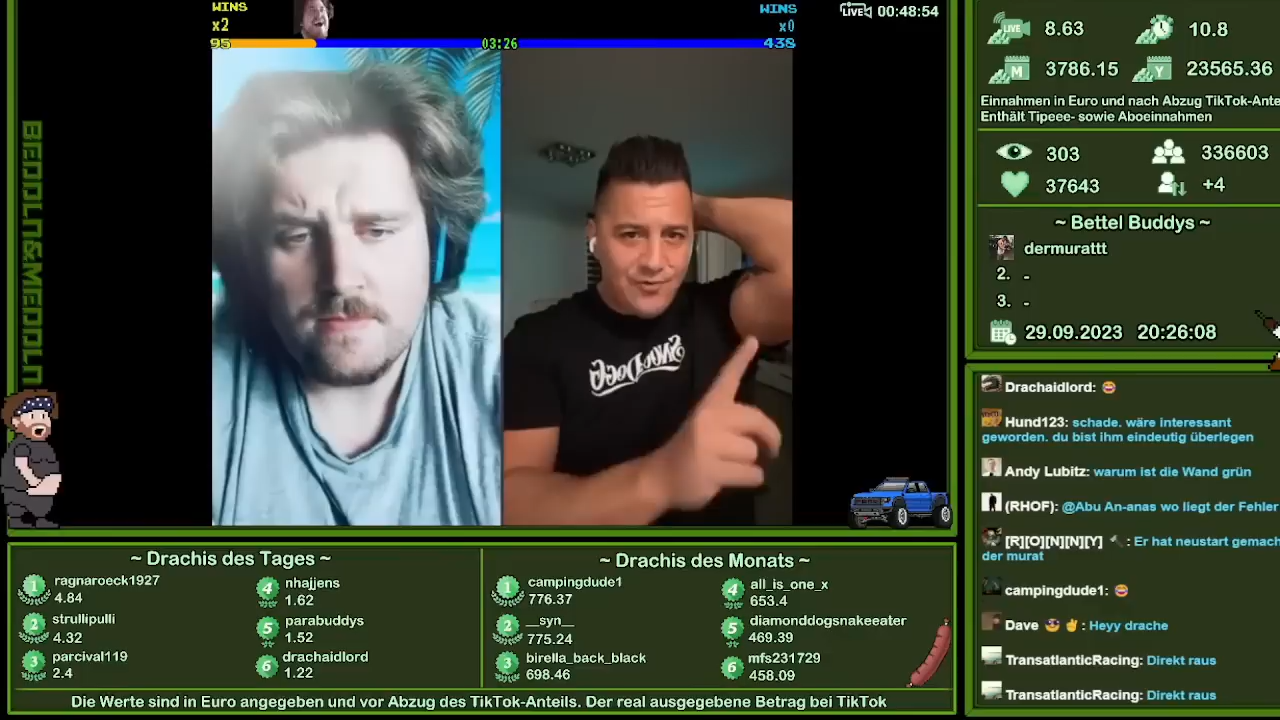 WINS
x2
95
03:26
WINS
x0
438
LIVE 00:48:54
BEDDLN&MEDDLN
SmokeDogg
LIVE 8.63
10.8
M 3786.15
Y 23565.36
Einnahmen in Euro und nach Abzug TikTok-Ante
Enthält Tipeee- sowie Aboeinnahmen
303
336603
37643
+4
~ Bettel Buddys ~
dermurattt
2. -
3. -
29.09.2023 20:26:08
Drachaidlord:
Hund123: schade. wäre interessant
geworden. du bist ihm eindeutig überlegen
Andy Lubitz: warum ist die Wand grün
(RHOF): @Abu An-anas wo liegt der Fehler
[R][O][N][N][Y] : Er hat neustart gemach
der murat
campingdude1:
Dave : Heyy drache
TransatlanticRacing: Direkt raus
TransatlanticRacing: Direkt raus
~ Drachis des Tages ~
1 ragnaroeck1927
4.84
2 strullipulli
4.32
3 parcival119
2.4
4 nhajjens
1.62
5 parabuddys
1.52
6 drachaidlord
1.22
~ Drachis des Monats ~
1 campingdude1
776.37
2 __syn__
775.24
3 birella_back_black
698.46
4 all_is_one_x
653.4
5 diamonddogsnakeeater
469.39
6 mfs231729
458.09
Die Werte sind in Euro angegeben und vor Abzug des TikTok-Anteils. Der real ausgegebene Betrag bei TikTok